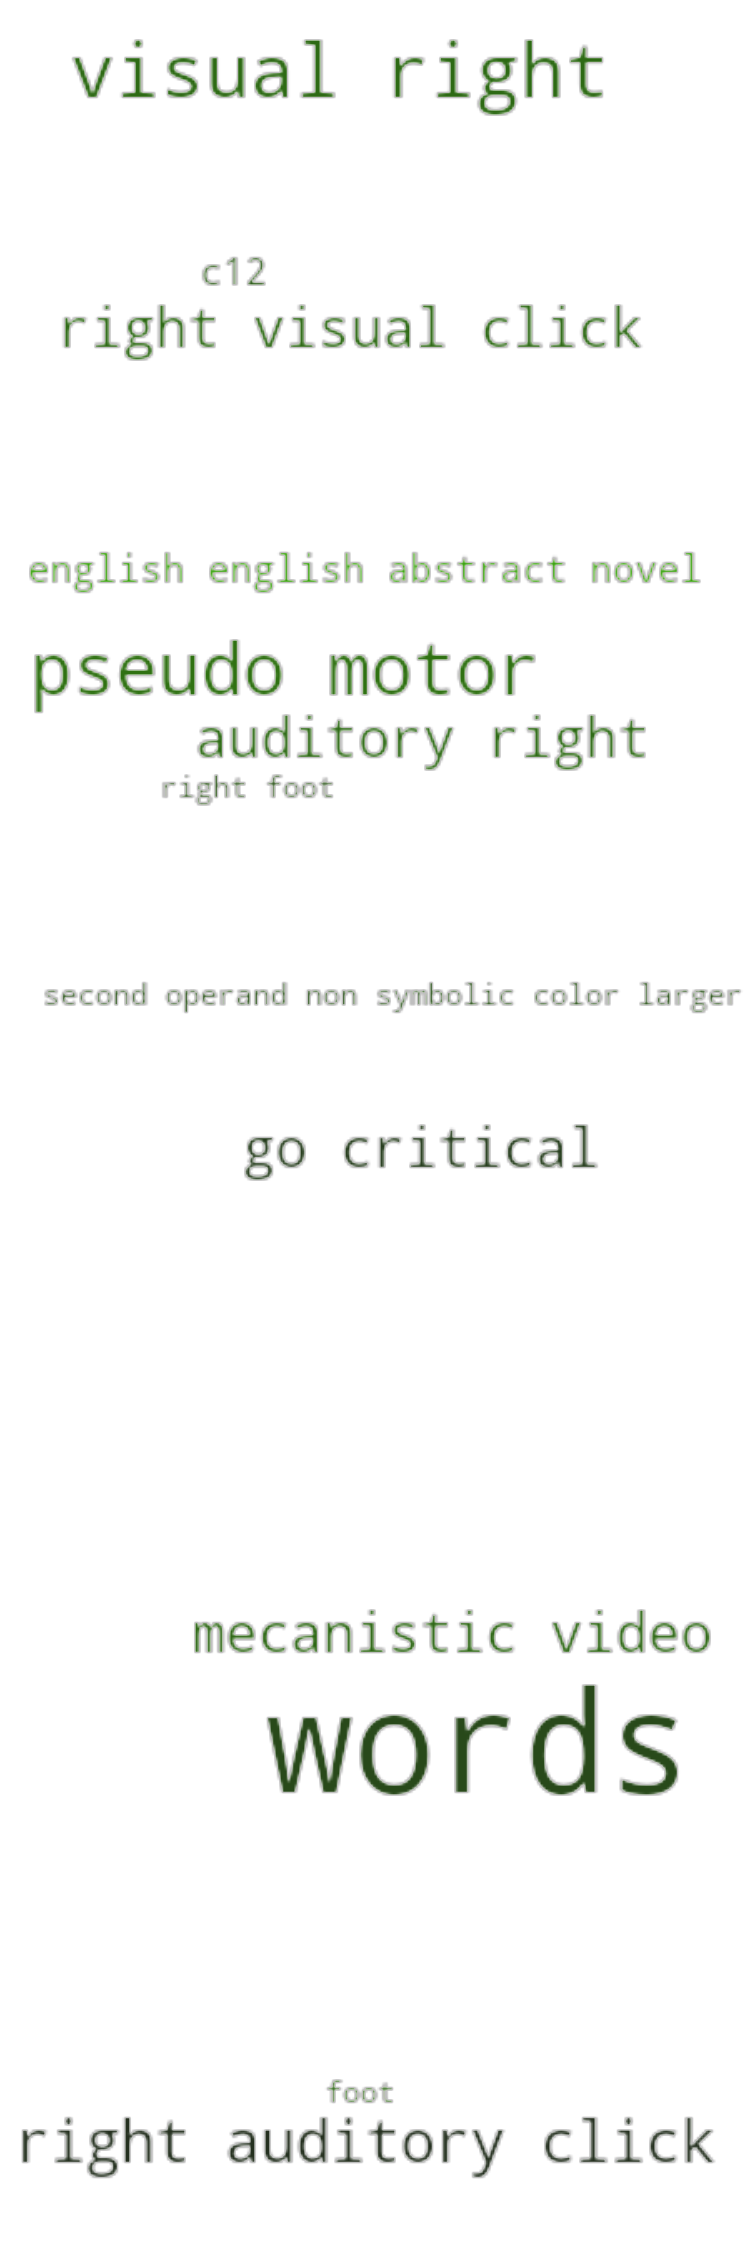 visual right
c12
right visual click
english english abstract novel
pseudo motor
auditory right
right foot
second operand non symbolic color larger
go critical
mecanistic video
words
foot
right auditory click